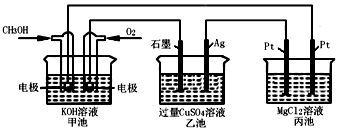 CH3OH
O2
石墨
Ag
Pt
Pt
电极
电极
KOH溶液
过量CuSO4溶液
MgCl2溶液
甲池
乙池
丙池